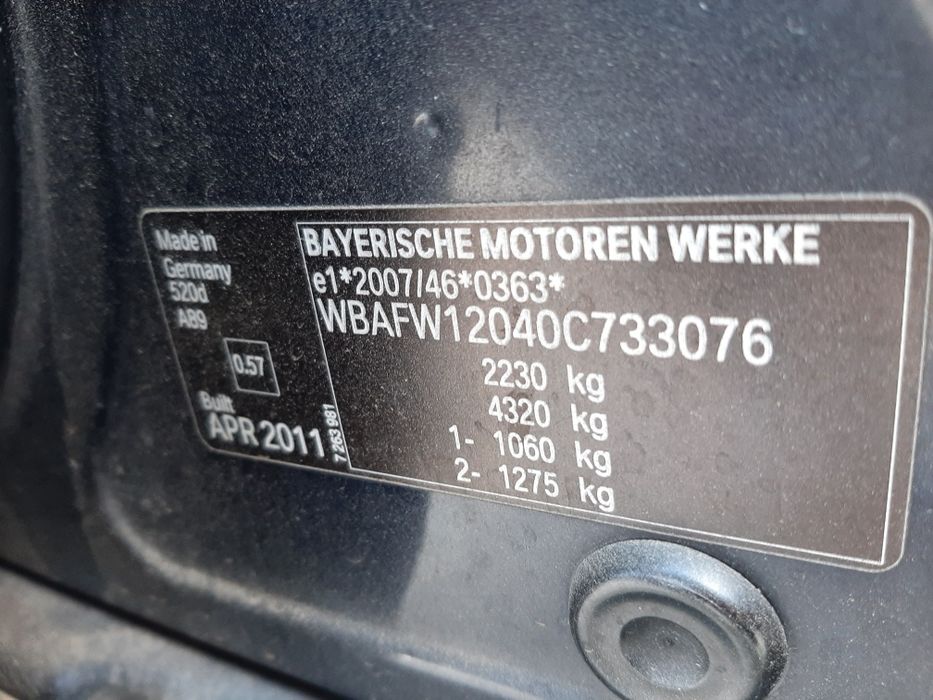 Made in
Germany
520d
A89
0.57
Built
APR 2011
7 263 981
BAYERISCHE MOTOREN WERKE
e1*2007/46*0363*
WBAFW12040C733076
2230 kg
4320 kg
1- 1060 kg
2- 1275 kg